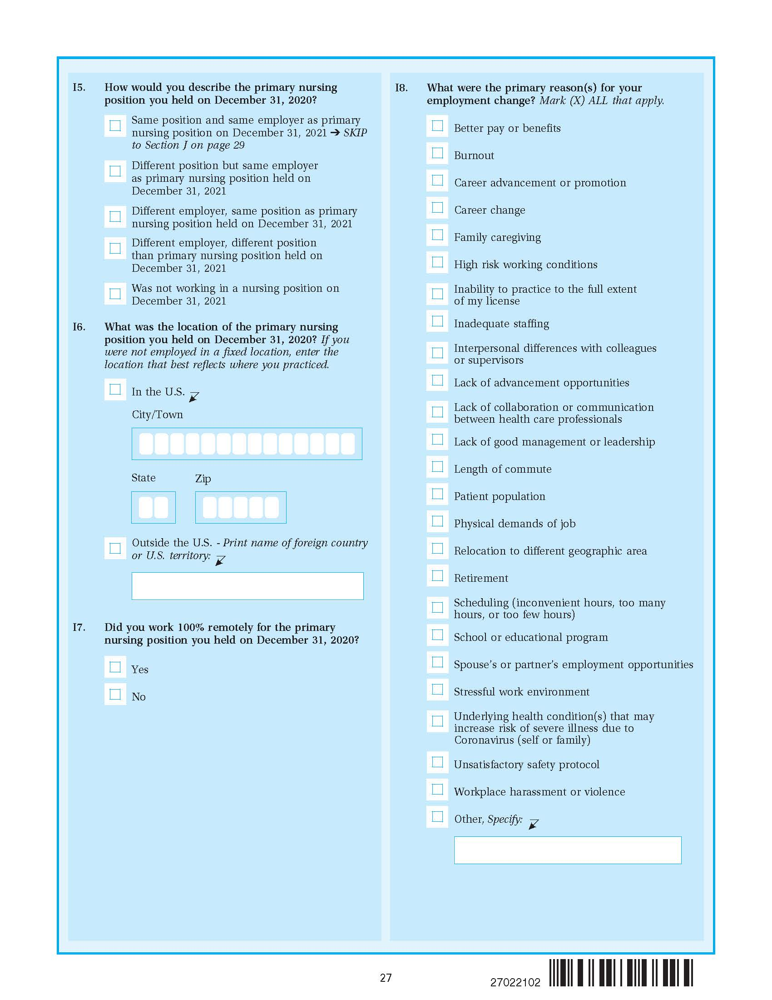 I5. How would you describe the primary nursing
position you held on December 31, 2020?
Same position and same employer as primary
nursing position on December 31, 2021 ➔ SKIP
to Section J on page 29
Different position but same employer
as primary nursing position held on
December 31, 2021
Different employer, same position as primary
nursing position held on December 31, 2021
Different employer, different position
than primary nursing position held on
December 31, 2021
Was not working in a nursing position on
December 31, 2021
I6. What was the location of the primary nursing
position you held on December 31, 2020? If you
were not employed in a fixed location, enter the
location that best reflects where you practiced.
In the U.S.
City/Town
State Zip
Outside the U.S. - Print name of foreign country
or U.S. territory:
I7. Did you work 100% remotely for the primary
nursing position you held on December 31, 2020?
Yes
No
I8. What were the primary reason(s) for your
employment change? Mark (X) ALL that apply.
Better pay or benefits
Burnout
Career advancement or promotion
Career change
Family caregiving
High risk working conditions
Inability to practice to the full extent
of my license
Inadequate staffing
Interpersonal differences with colleagues
or supervisors
Lack of advancement opportunities
Lack of collaboration or communication
between health care professionals
Lack of good management or leadership
Length of commute
Patient population
Physical demands of job
Relocation to different geographic area
Retirement
Scheduling (inconvenient hours, too many
hours, or too few hours)
School or educational program
Spouse’s or partner’s employment opportunities
Stressful work environment
Underlying health condition(s) that may
increase risk of severe illness due to
Coronavirus (self or family)
Unsatisfactory safety protocol
Workplace harassment or violence
Other, Specify:
27
27022102